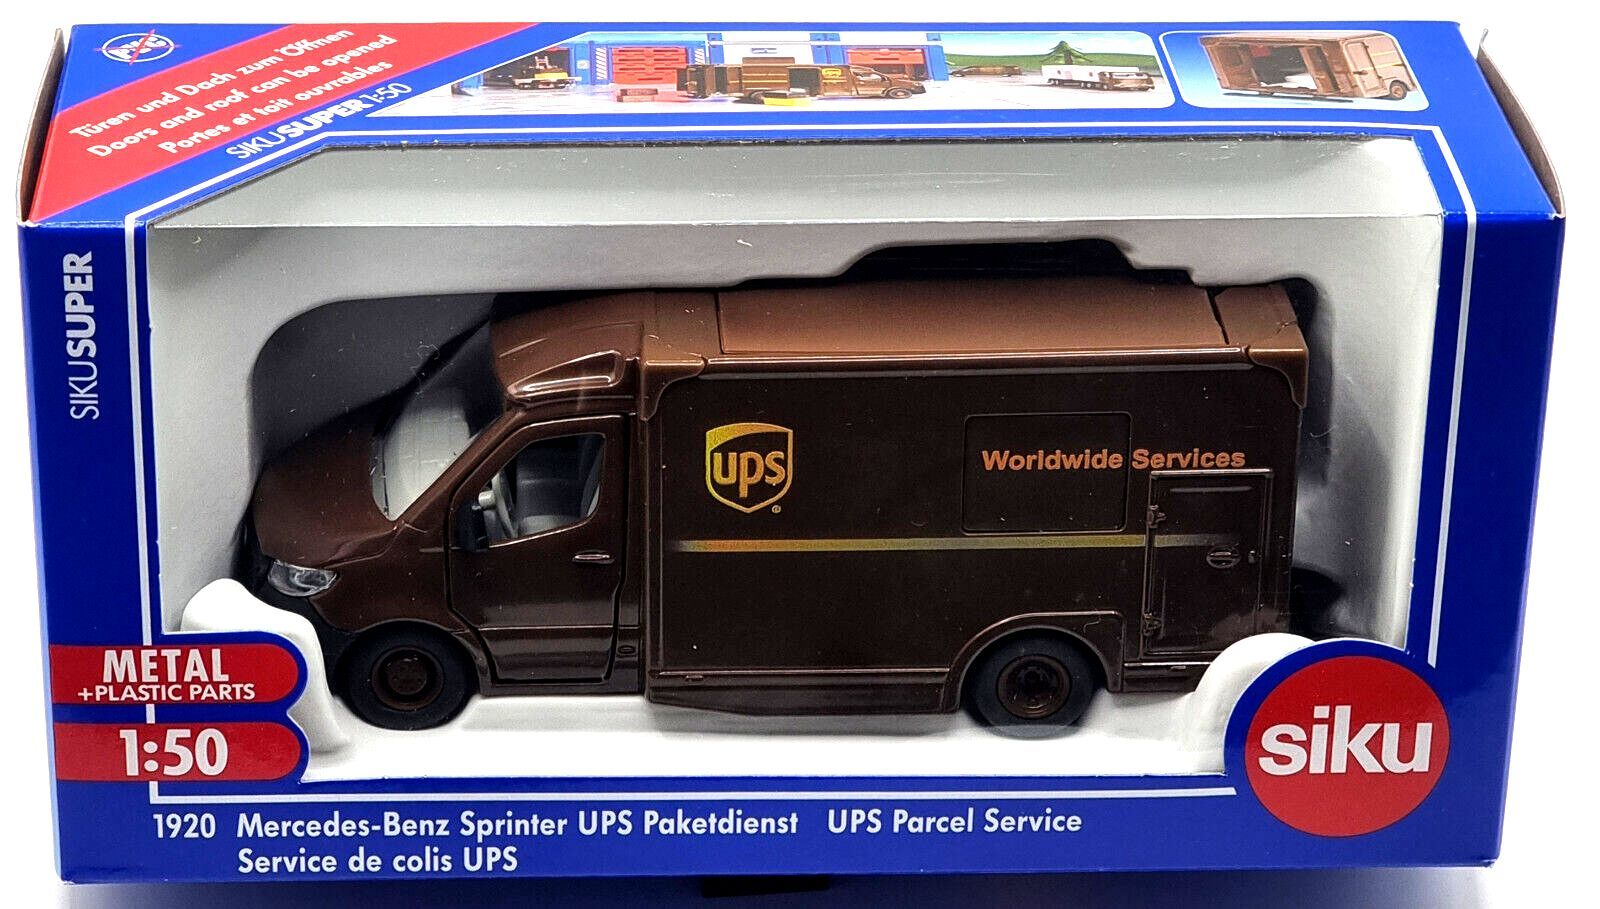 PVC
Türen und Dach zum Öffnen
Doors and roof can be opened
Portes et toit ouvrables
SIKUSUPER 1:50
SIKUSUPER
ups
Worldwide Services
METAL
+PLASTIC PARTS
1:50
siku
1920 Mercedes-Benz Sprinter UPS Paketdienst UPS Parcel Service
Service de colis UPS